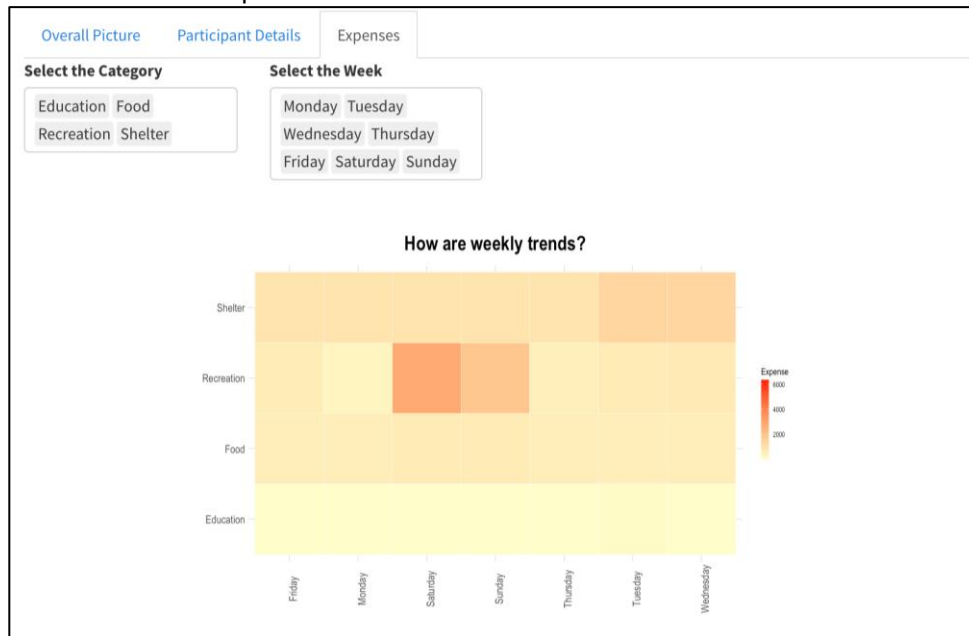 Overall Picture Participant Details Expenses
Select the Category Select the Week
Education Food Monday Tuesday
Recreation Shelter Wednesday Thursday
Friday Saturday Sunday
How are weekly trends?
Shelter
Recreation
Food
Education
Expense
6000
4000
2000
Friday Monday Saturday Sunday Thursday Tuesday Wednesday